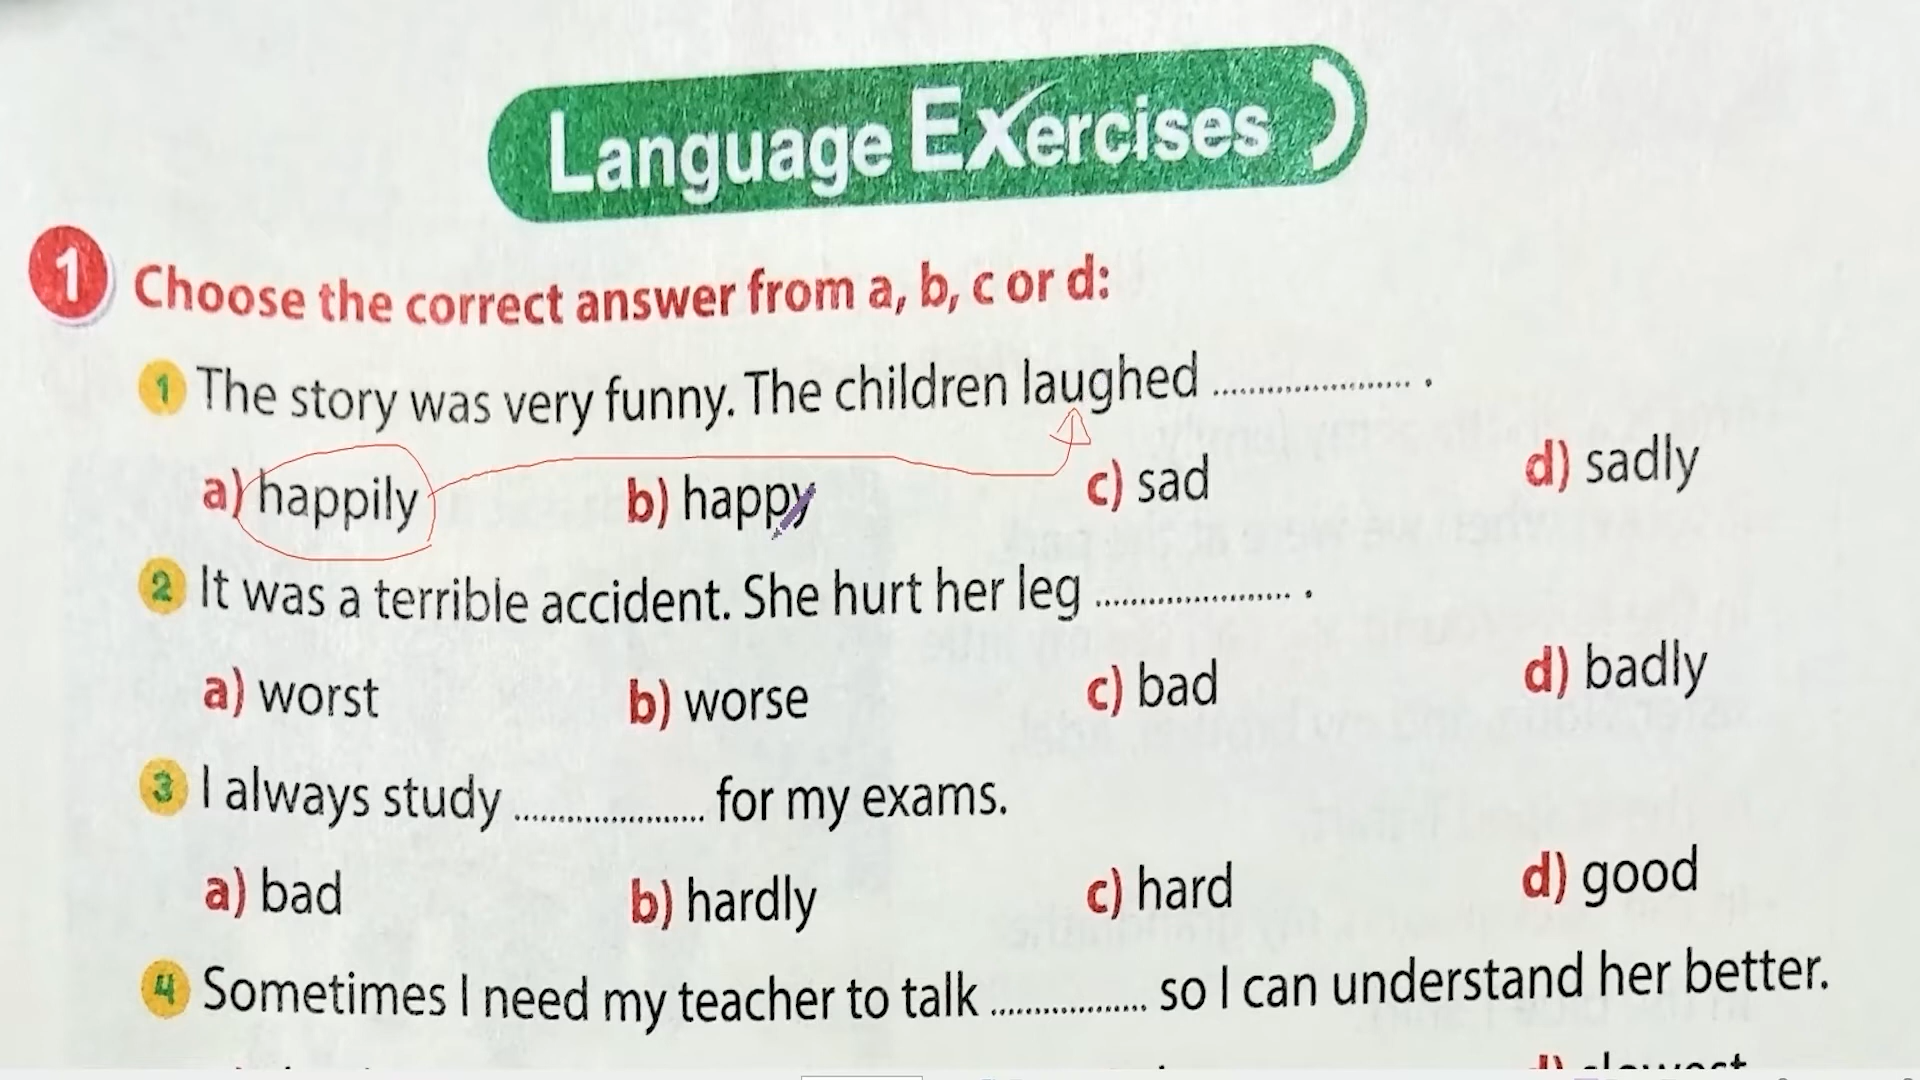 Language Exercises
1 Choose the correct answer from a, b, c or d:
1 The story was very funny. The children laughed ...................... .
a) happily b) happy c) sad d) sadly
2 It was a terrible accident. She hurt her leg ...................... .
a) worst b) worse c) bad d) badly
3 I always study ...................... for my exams.
a) bad b) hardly c) hard d) good
4 Sometimes I need my teacher to talk .................. so I can understand her better.
d) slowest